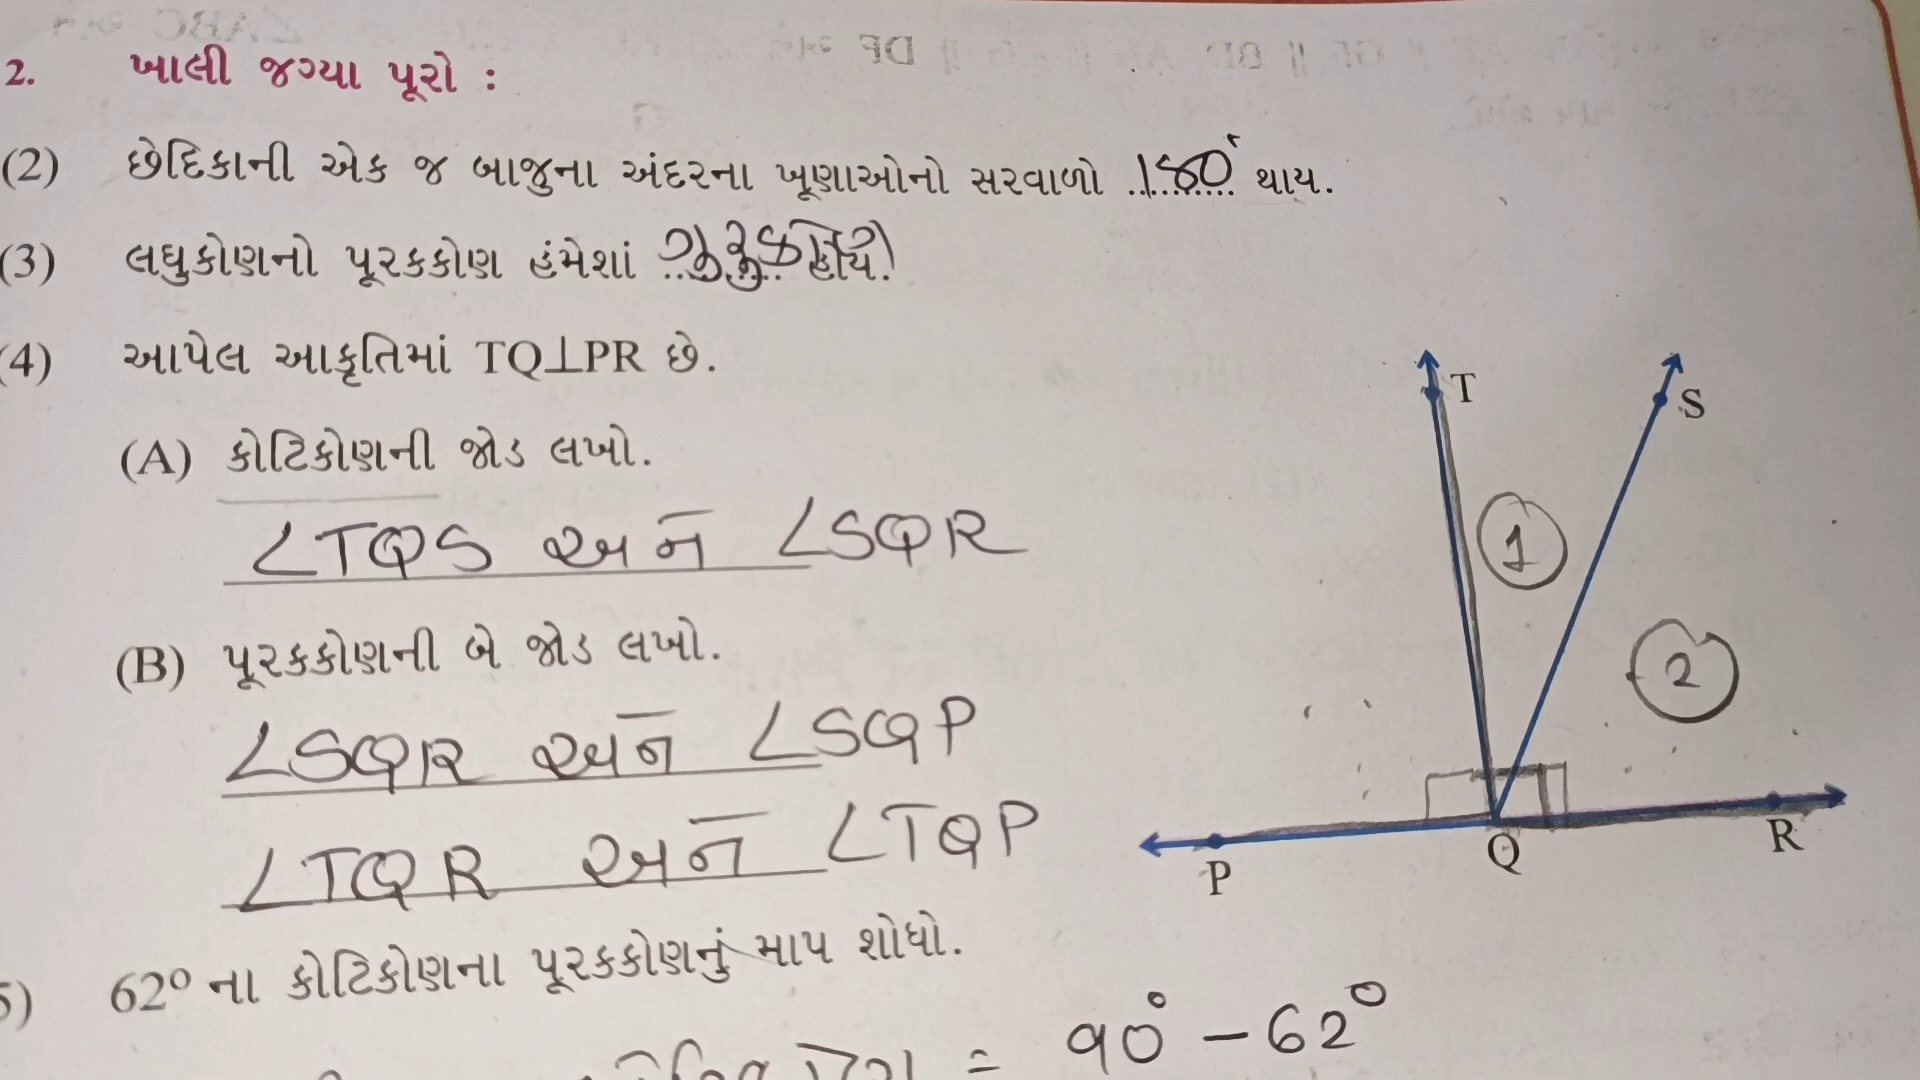 2. ખાલી જગ્યા પૂરો :
(2) છેદિકાની એક જ બાજુના અંદરના ખૂણાઓનો સરવાળો 180° થાય.
(3) લઘુકોણનો પૂરકકોણ હંમેશાં ગુરુકોણ હોય.
(4) આપેલ આકૃતિમાં TQ⊥PR છે.
(A) કોટિકોણની જોડ લખો.
∠TQS અને ∠SQR
(B) પૂરકકોણની બે જોડ લખો.
∠SQR અને ∠SQP
∠TQR અને ∠TQP
T S
1
2
P Q R
5) 62° ના કોટિકોણના પૂરકકોણનું માપ શોધો.
= 90° - 62°